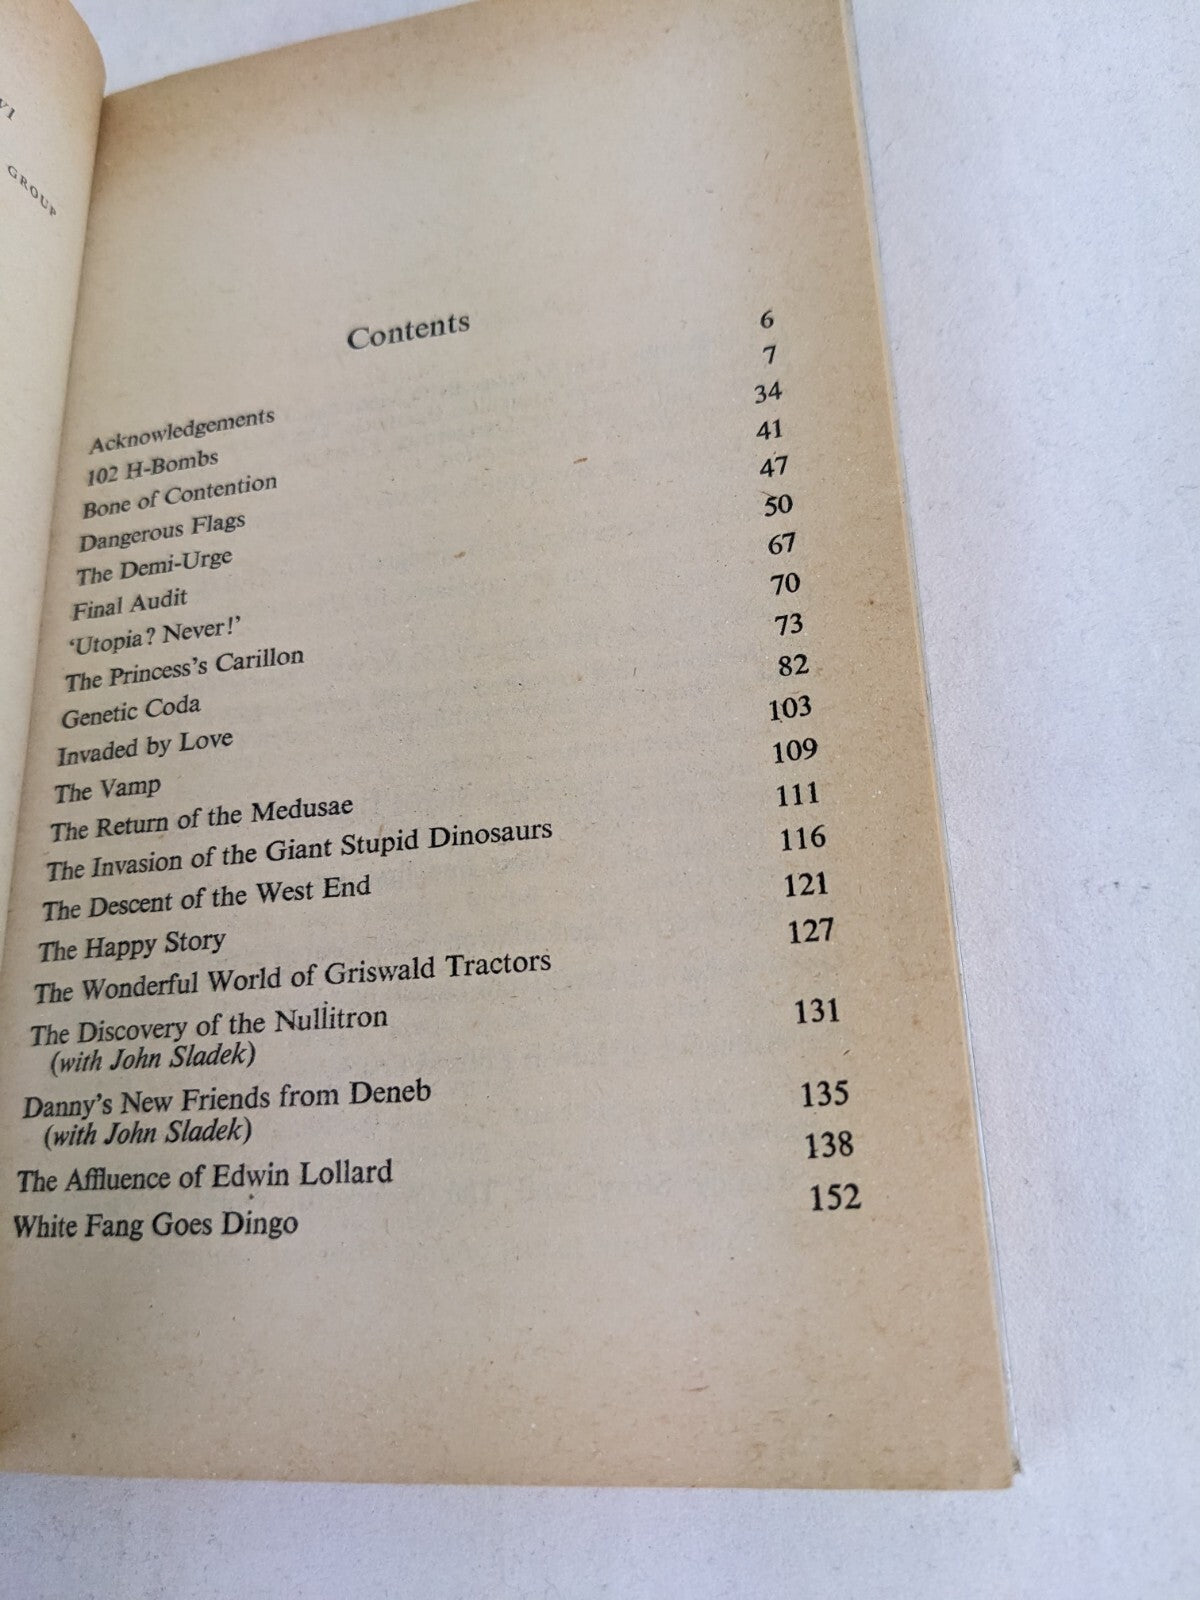 GROUP
Contents
Acknowledgements 6
102 H-Bombs 7
Bone of Contention 34
Dangerous Flags 41
The Demi-Urge 47
Final Audit 50
‘Utopia? Never!’ 67
The Princess’s Carillon 70
Genetic Coda 73
Invaded by Love 82
The Vamp 103
The Return of the Medusae 109
The Invasion of the Giant Stupid Dinosaurs 111
The Descent of the West End 116
The Happy Story 121
The Wonderful World of Griswald Tractors 127
The Discovery of the Nullitron
(with John Sladek) 131
Danny’s New Friends from Deneb
(with John Sladek) 135
The Affluence of Edwin Lollard 138
White Fang Goes Dingo 152